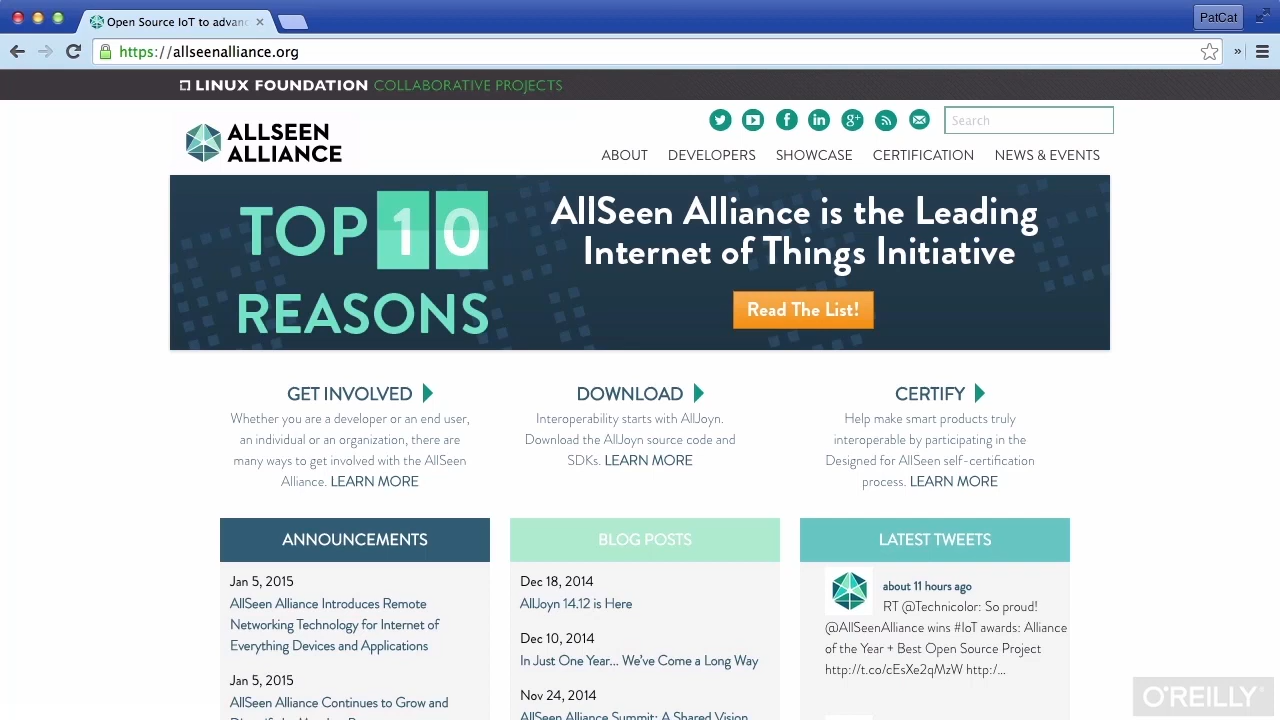 Open Source IoT to advan
PatCat
https://allseenalliance.org
LINUX FOUNDATION COLLABORATIVE PROJECTS
ALLSEEN
ALLIANCE
Search
ABOUT DEVELOPERS SHOWCASE CERTIFICATION NEWS & EVENTS
TOP 10
REASONS
AllSeen Alliance is the Leading
Internet of Things Initiative
Read The List!
GET INVOLVED
Whether you are a developer or an end user,
an individual or an organization, there are
many ways to get involved with the AllSeen
Alliance. LEARN MORE
DOWNLOAD
Interoperability starts with AllJoyn.
Download the AllJoyn source code and
SDKs. LEARN MORE
CERTIFY
Help make smart products truly
interoperable by participating in the
Designed for AllSeen self-certification
process. LEARN MORE
ANNOUNCEMENTS
Jan 5, 2015
AllSeen Alliance Introduces Remote
Networking Technology for Internet of
Everything Devices and Applications
Jan 5, 2015
AllSeen Alliance Continues to Grow and
BLOG POSTS
Dec 18, 2014
AllJoyn 14.12 is Here
Dec 10, 2014
In Just One Year... We've Come a Long Way
Nov 24, 2014
AllSeen Alliance Summit: A Shared Vision
LATEST TWEETS
about 11 hours ago
RT @Technicolor: So proud!
@AllSeenAlliance wins #IoT awards: Alliance
of the Year + Best Open Source Project
http://t.co/cEsXe2qMzW http:/...
O'REILLY